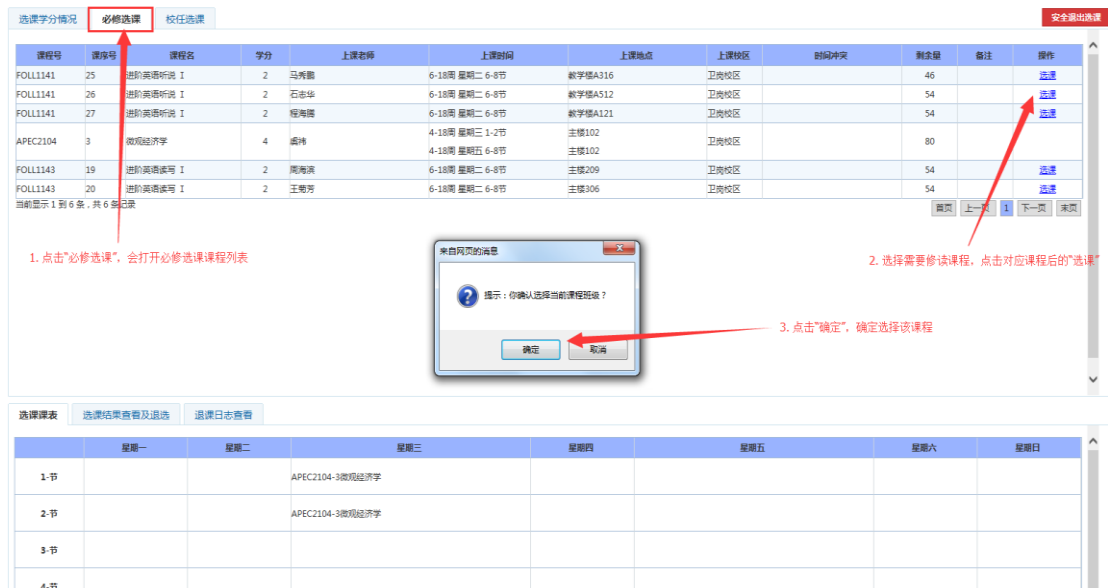 选课学分情况 必修选课 校任选课 安全退出选课
课程号 课序号 课程名 学分 上课老师 上课时间 上课地点 上课校区 时间冲突 剩余量 备注 操作
FOLL1141 25 进阶英语听说 I 2 马秀鹏 6-18周 星期二 6-8节 教学楼A316 卫岗校区 46 选课
FOLL1141 26 进阶英语听说 I 2 石志华 6-18周 星期二 6-8节 教学楼A512 卫岗校区 54 选课
FOLL1141 27 进阶英语听说 I 2 程海腾 6-18周 星期二 6-8节 教学楼A121 卫岗校区 54 选课
4-18周 星期三 1-2节 主楼102
APEC2104 3 微观经济学 4 虞祎 卫岗校区 80
4-18周 星期五 6-8节 主楼102
FOLL1143 19 进阶英语读写 I 2 周海滨 6-18周 星期二 6-8节 主楼209 卫岗校区 54 选课
FOLL1143 20 进阶英语读写 I 2 王菊芳 6-18周 星期二 6-8节 主楼306 卫岗校区 54 选课
当前显示 1 到 6 条，共 6 条记录 首页 上一页 1 下一页 末页
来自网页的消息
1. 点击“必修选课”，会打开必修选课课程列表
2. 选择需要修读课程，点击对应课程后的“选课”
提示：你确认选择当前课程班级？
3. 点击“确定”，确定选择该课程
确定 取消
选课课表 选课结果查看及退选 退课日志查看
星期一 星期二 星期三 星期四 星期五 星期六 星期日
1-节 APEC2104-3微观经济学
2-节 APEC2104-3微观经济学
3-节
4-节